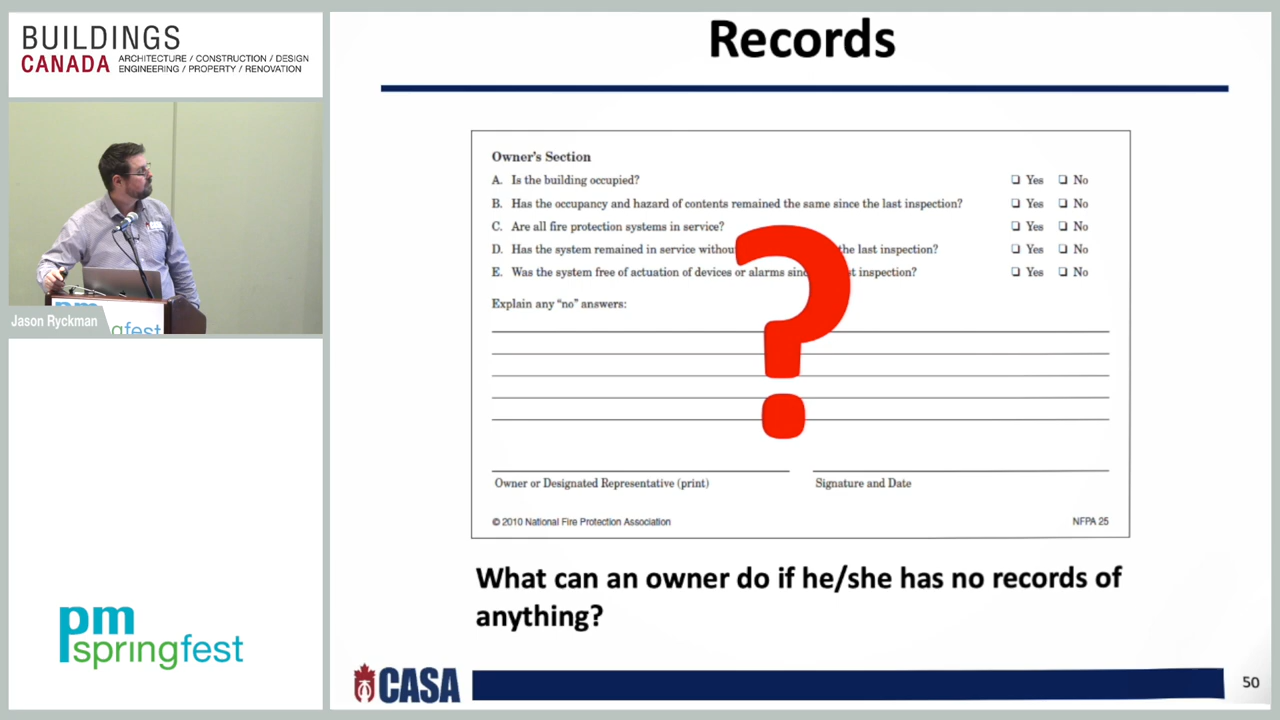 BUILDINGS
CANADA
ARCHITECTURE / CONSTRUCTION / DESIGN
ENGINEERING / PROPERTY / RENOVATION
Jason Ryckman
pm
springfest
Records
Owner's Section
A. Is the building occupied? ❏ Yes ❏ No
B. Has the occupancy and hazard of contents remained the same since the last inspection? ❏ Yes ❏ No
C. Are all fire protection systems in service? ❏ Yes ❏ No
D. Has the system remained in service the last inspection? ❏ Yes ❏ No
E. Was the system free of actuation of devices or alarms inspection? ❏ Yes ❏ No
Explain any "no" answers:
?
Owner or Designated Representative (print) Signature and Date
© 2010 National Fire Protection Association NFPA 25
What can an owner do if he/she has no records of
anything?
CASA
50
pm
springfest